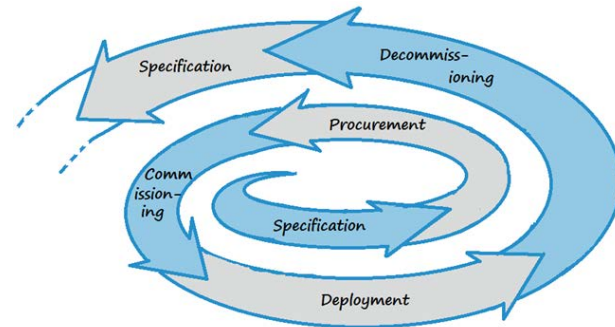 Specification
Decommiss-
ioning
Procurement
Comm
ission-
ing
Specification
Deployment